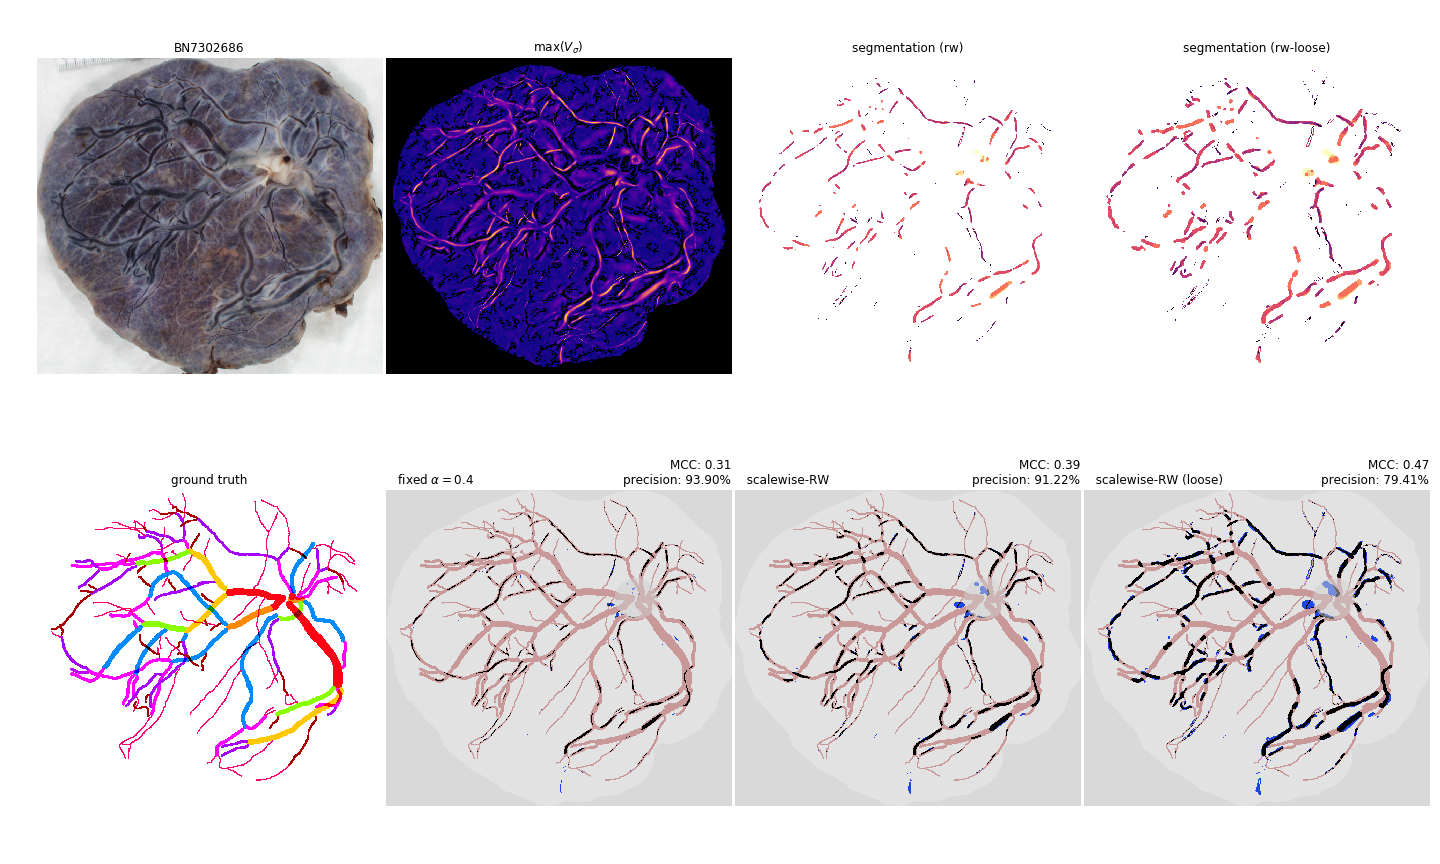 BN7302686
max(V_σ)
segmentation (rw)
segmentation (rw-loose)
ground truth
fixed α = 0.4
MCC: 0.31
precision: 93.90%
scalewise-RW
MCC: 0.39
precision: 91.22%
scalewise-RW (loose)
MCC: 0.47
precision: 79.41%